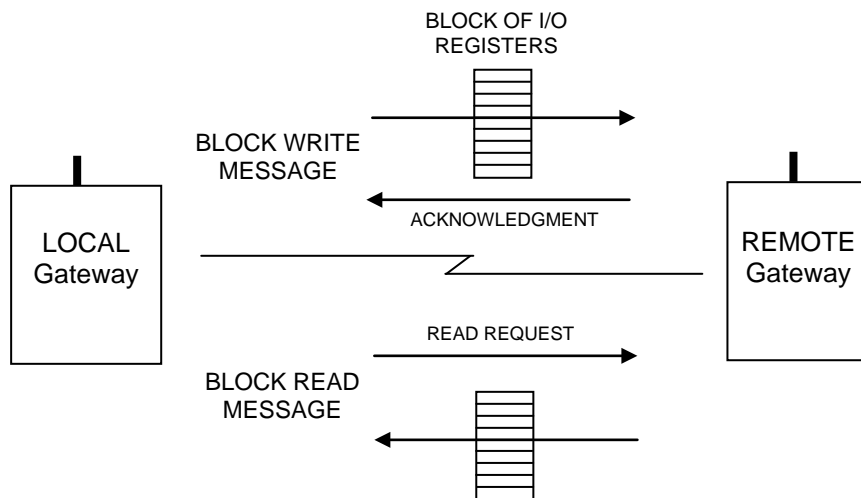 BLOCK OF I/O
REGISTERS
BLOCK WRITE
MESSAGE
ACKNOWLEDGMENT
LOCAL
Gateway
REMOTE
Gateway
READ REQUEST
BLOCK READ
MESSAGE